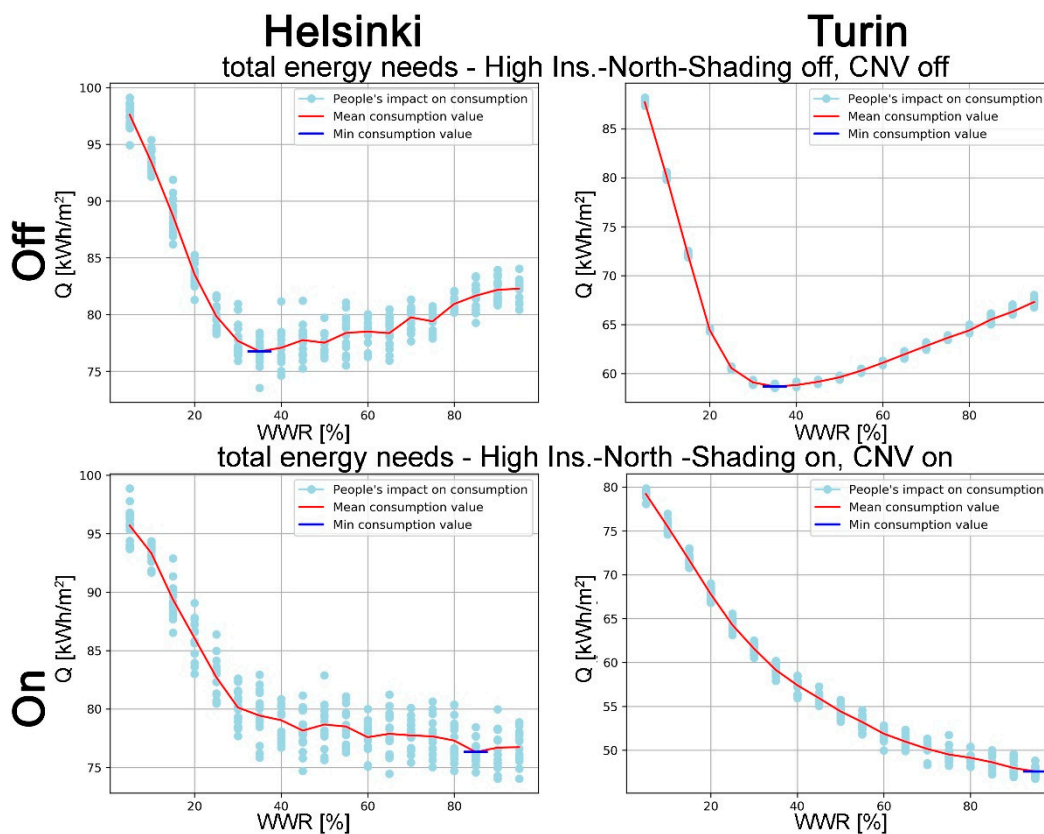 Helsinki
Turin
total energy needs - High Ins.-North-Shading off, CNV off
Off
Q [kWh/m²]
100
95
90
85
80
75
People's impact on consumption
Mean consumption value
Min consumption value
20
40
60
80
WWR [%]
Q [kWh/m²]
85
80
75
70
65
60
People's impact on consumption
Mean consumption value
Min consumption value
20
40
60
80
WWR [%]
total energy needs - High Ins.-North -Shading on, CNV on
On
Q [kWh/m²]
100
95
90
85
80
75
People's impact on consumption
Mean consumption value
Min consumption value
20
40
60
80
WWR [%]
Q [kWh/m²]
80
75
70
65
60
55
50
People's impact on consumption
Mean consumption value
Min consumption value
20
40
60
80
WWR [%]